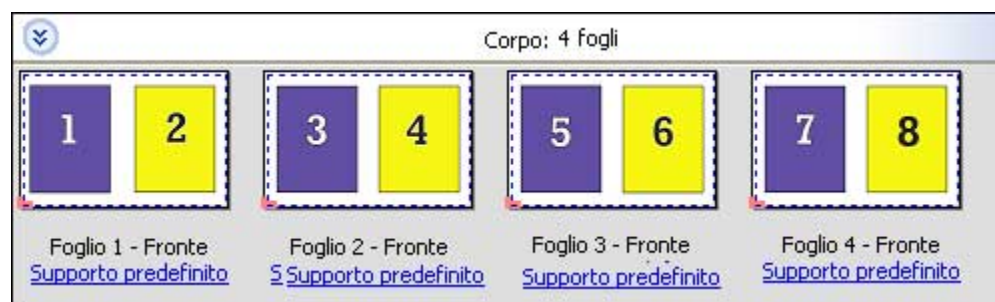 Corpo: 4 fogli
1 2 3 4 5 6 7 8
Foglio 1 - Fronte Foglio 2 - Fronte Foglio 3 - Fronte Foglio 4 - Fronte
Supporto predefinito S Supporto predefinito Supporto predefinito Supporto predefinito